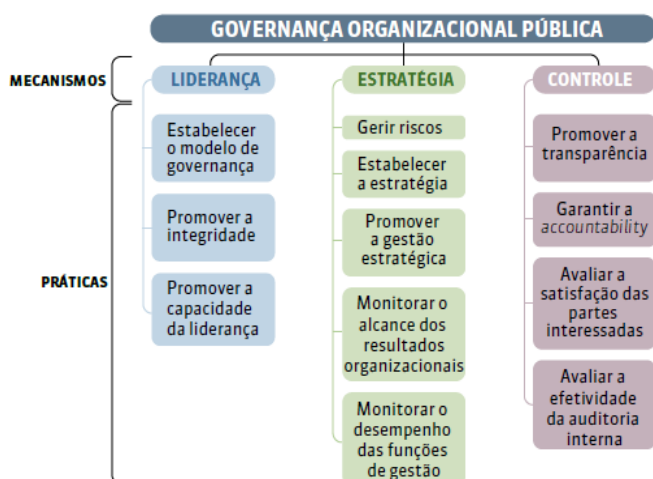 GOVERNANÇA ORGANIZACIONAL PÚBLICA
MECANISMOS
LIDERANÇA
ESTRATÉGIA
CONTROLE
PRÁTICAS
Estabelecer
o modelo de
governança
Promover a
integridade
Promover a
capacidade
da liderança
Gerir riscos
Estabelecer
a estratégia
Promover
a gestão
estratégica
Monitorar o
alcance dos
resultados
organizacionais
Monitorar o
desempenho
das funções
de gestão
Promover a
transparência
Garantir a
accountability
Avaliar a
satisfação das
partes
interessadas
Avaliar a
efetividade
da auditoria
interna